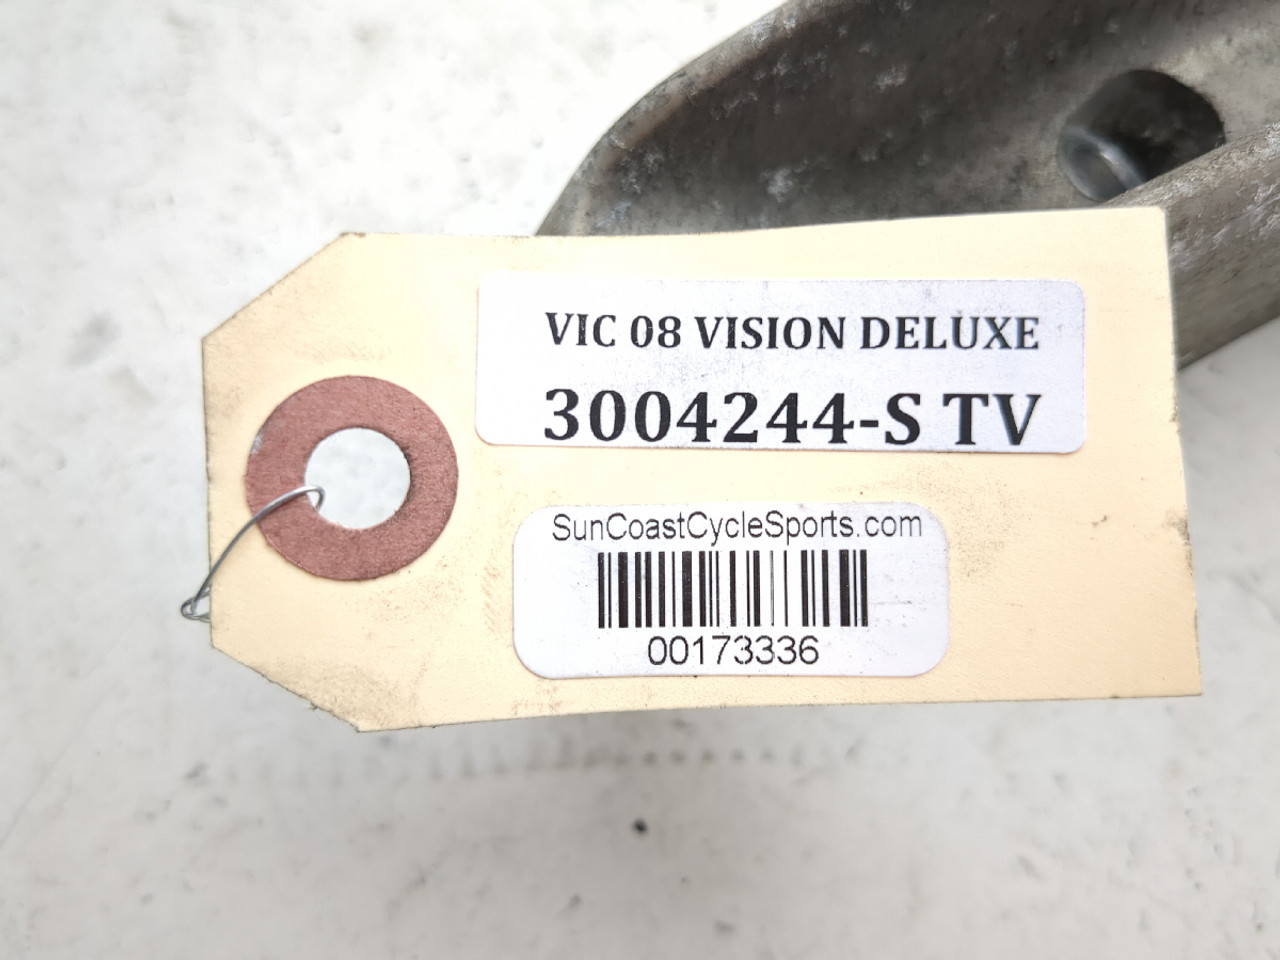 VIC 08 VISION DELUXE
3004244-S TV
SunCoastCycleSports.com
00173336